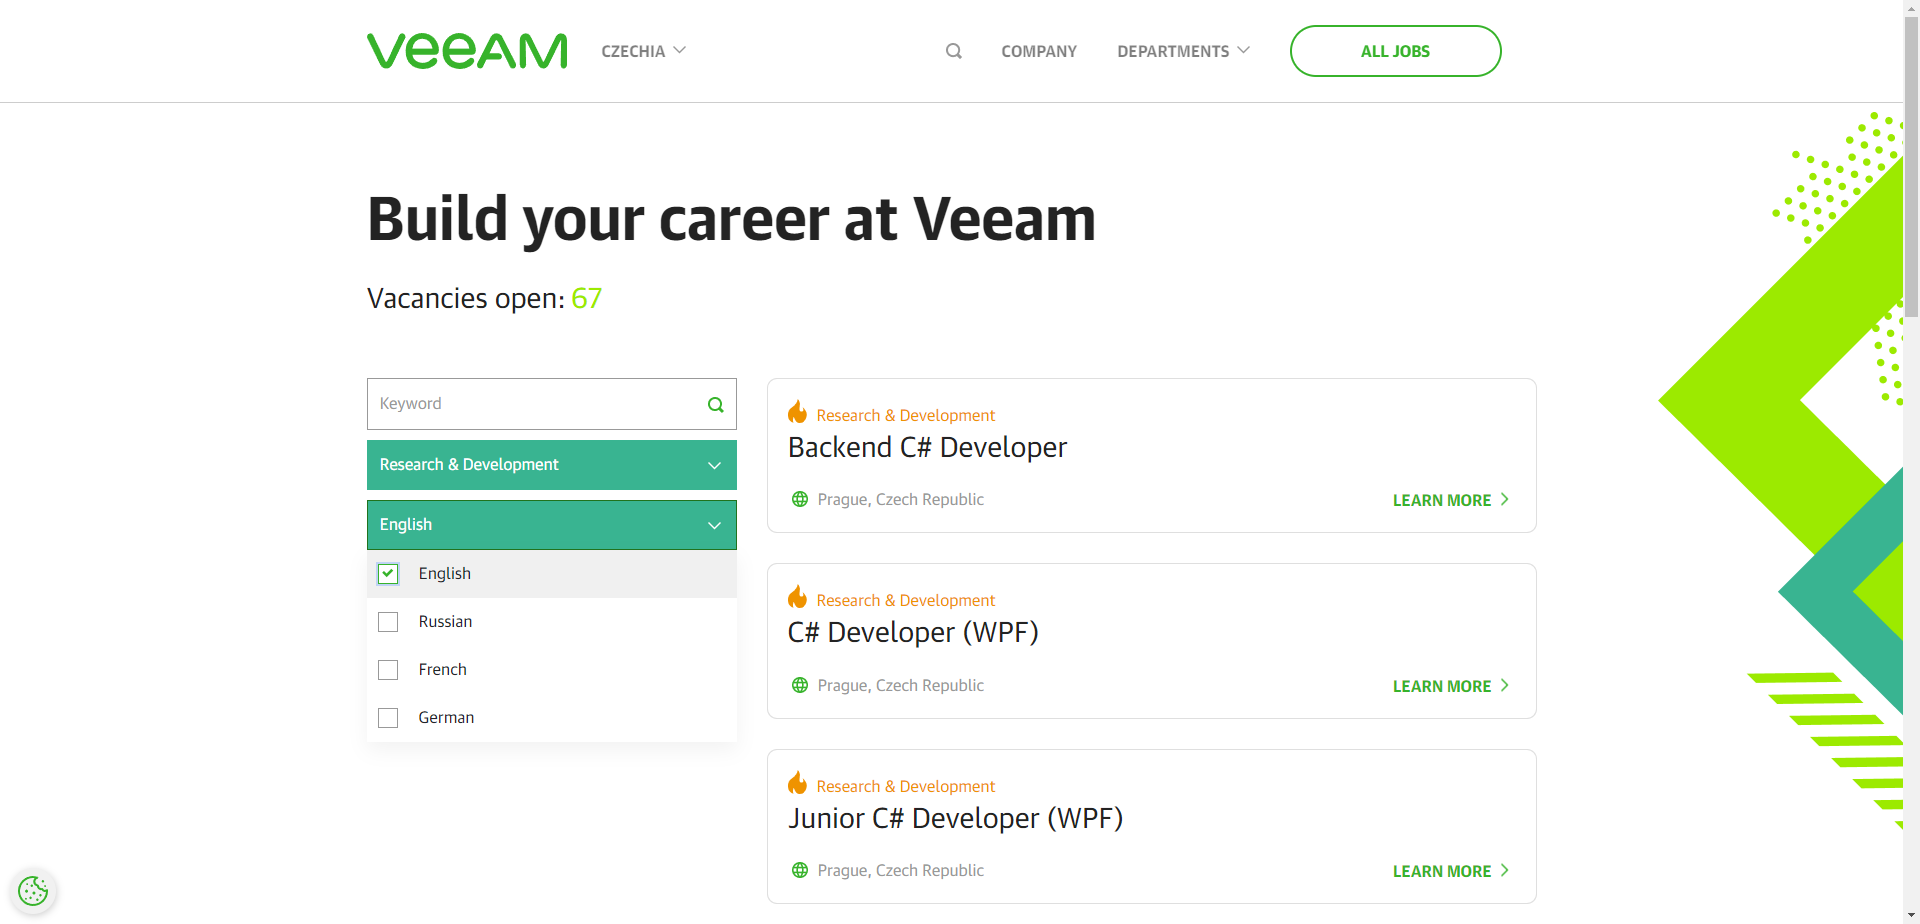 VEEAM
CZECHIA
COMPANY
DEPARTMENTS
ALL JOBS
Build your career at Veeam
Vacancies open: 67
Keyword
Research & Development
English
English
Russian
French
German
Research & Development
Backend C# Developer
Prague, Czech Republic
LEARN MORE
Research & Development
C# Developer (WPF)
Prague, Czech Republic
LEARN MORE
Research & Development
Junior C# Developer (WPF)
Prague, Czech Republic
LEARN MORE